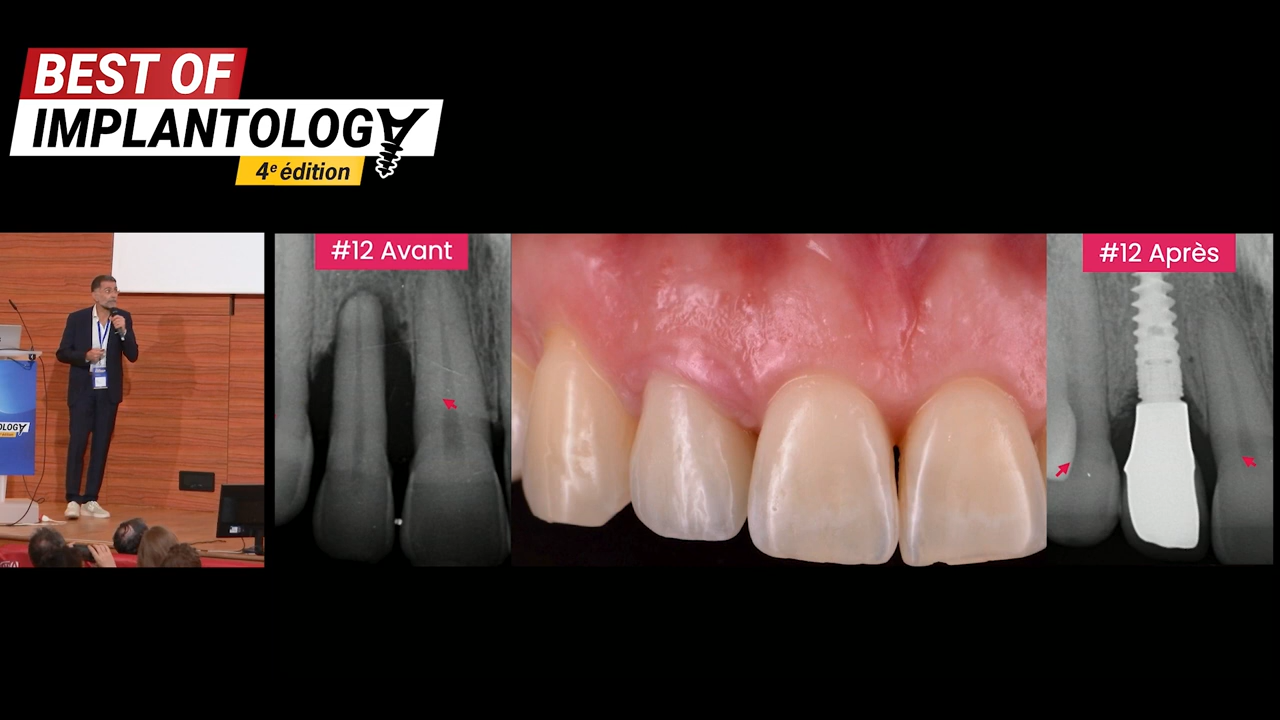 BEST OF
IMPLANTOLOGY
4e édition
#12 Avant
#12 Après